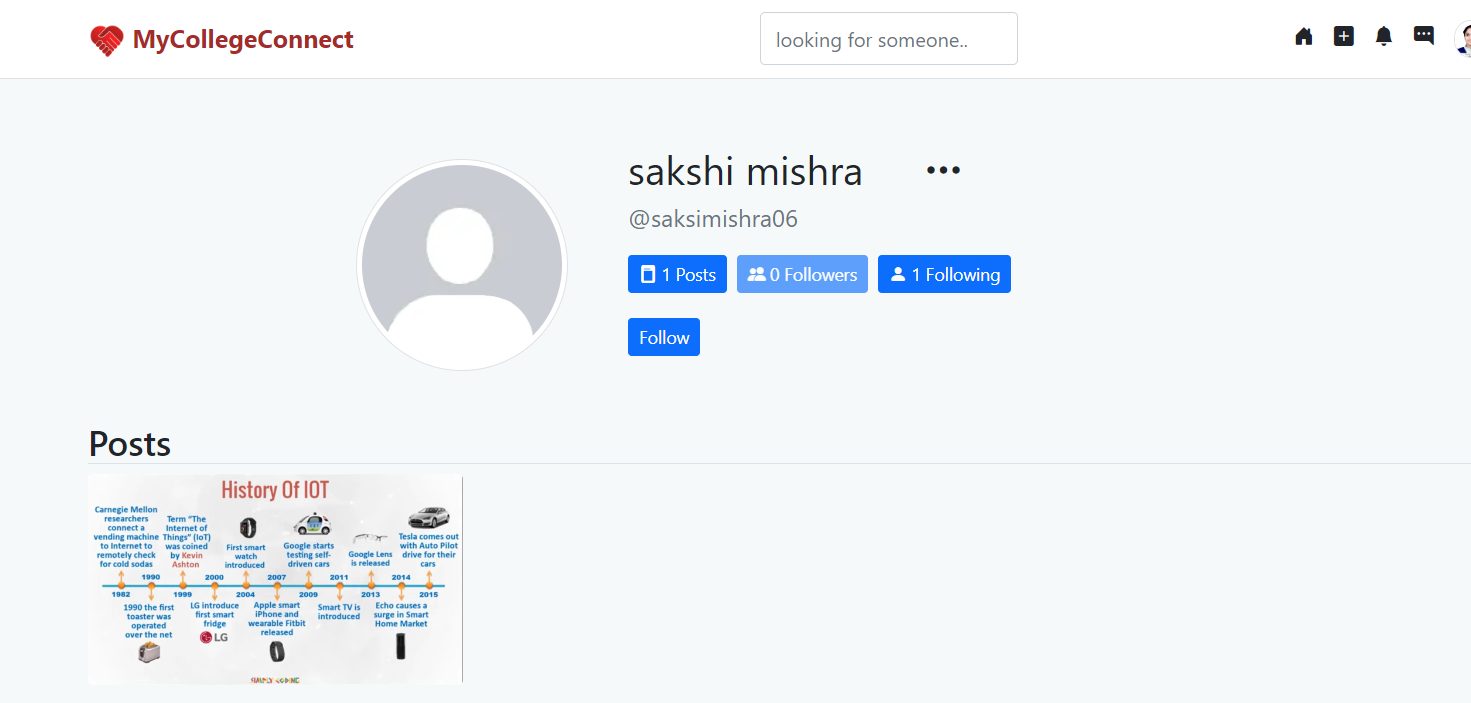 MyCollegeConnect
looking for someone..
sakshi mishra
@saksimishra06
1 Posts
0 Followers
1 Following
Follow
Posts
History Of IOT
Carnegie Mellon
researchers
connect a
vending machine
to Internet to
remotely check
for cold sodas
Term "The
Internet of
Things" (IoT)
was coined
by Kevin
Ashton
First smart
watch
introduced
Google starts
testing self-
driven cars
Google Lens
is released
Tesla comes out
with Auto Pilot
drive for their
cars
1990
2000
2007
2011
2014
1982
1999
2004
2009
2013
2015
1990 the first
toaster was
operated
over the net
LG introduce
first smart
fridge
LG
Apple smart
iPhone and
wearable Fitbit
released
Smart TV is
introduced
Echo causes a
surge in Smart
Home Market
SIMPLY CODING